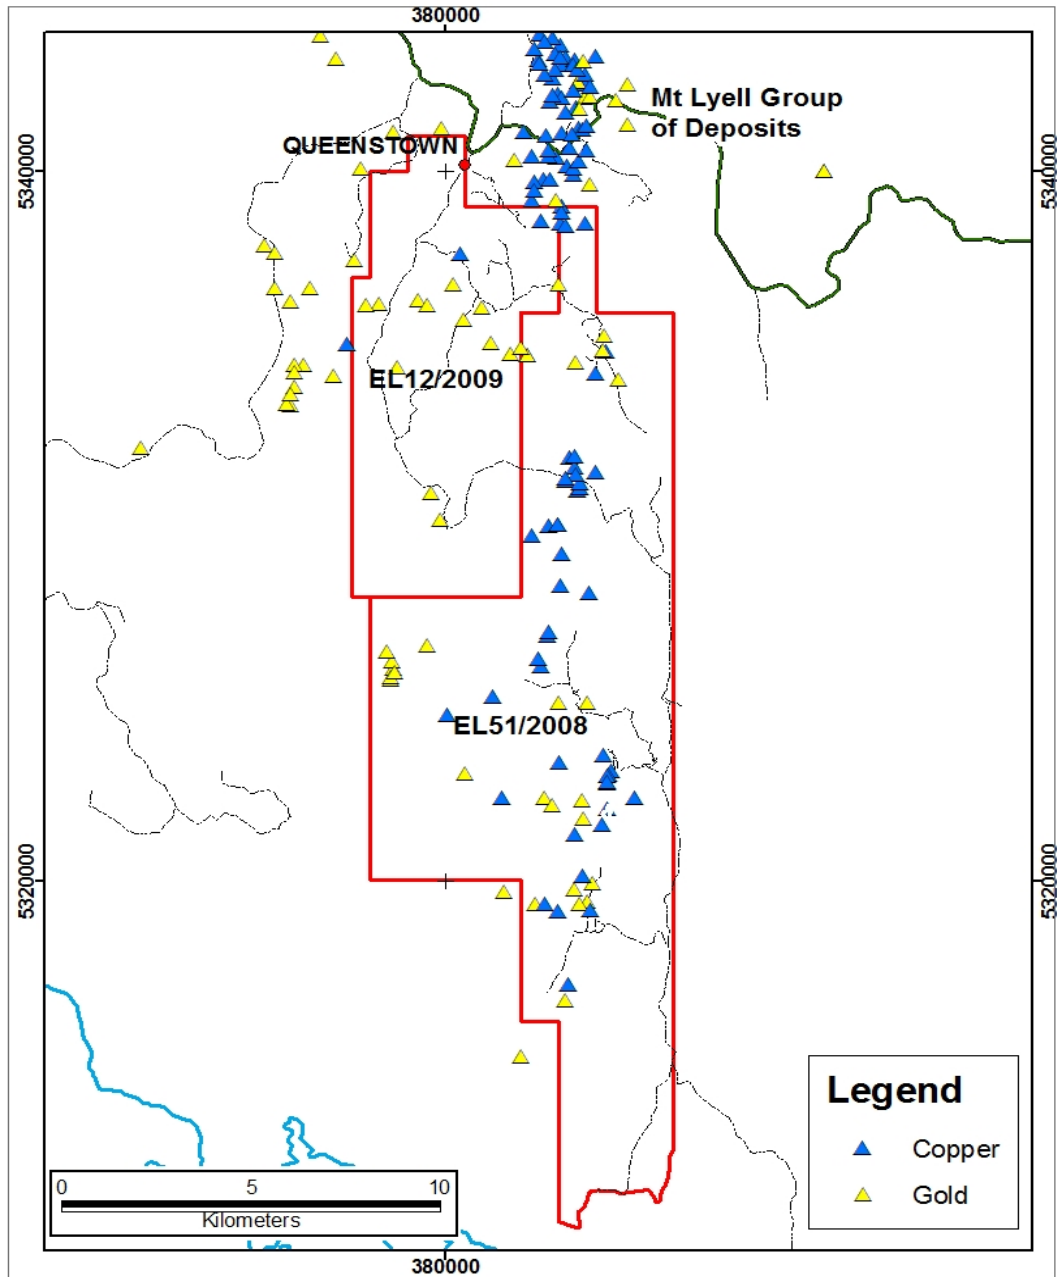 380000
Mt Lyell Group
of Deposits
QUEENSTOWN
5340000
5340000
EL12/2009
EL51/2008
5320000
5320000
Legend
Copper
Gold
0 5 10
Kilometers
380000